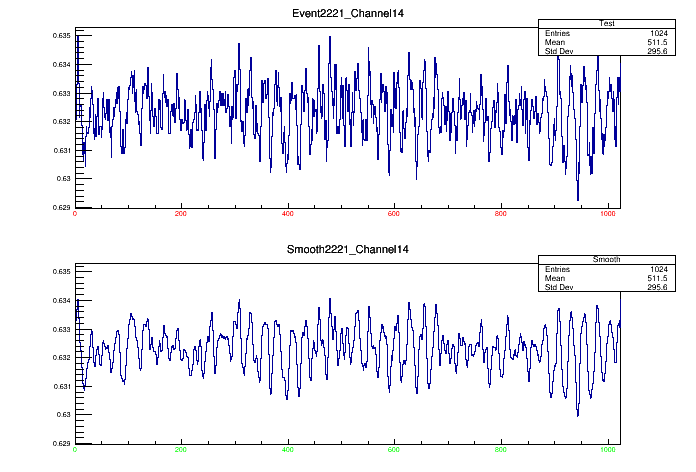 Event2221_Channel14
Test
Entries 1024
Mean 511.5
Std Dev 295.6
0.635
0.634
0.633
0.632
0.631
0.63
0.629
0 200 400 600 800 1000
Smooth2221_Channel14
Smooth
Entries 1024
Mean 511.5
Std Dev 295.6
0.635
0.634
0.633
0.632
0.631
0.63
0.629
0 200 400 600 800 1000